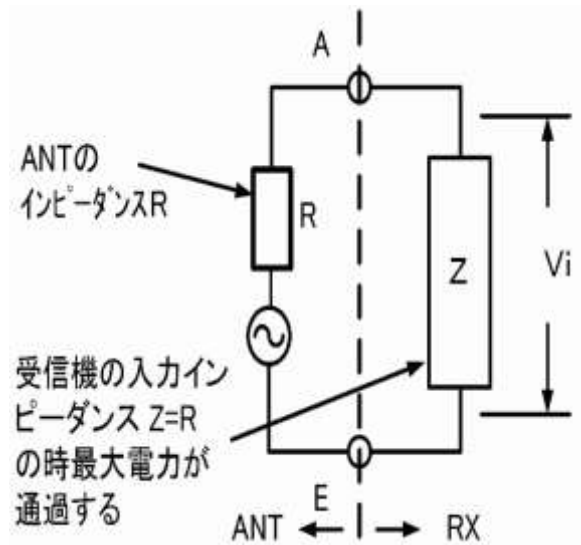 A
ANTの
インピーダンスR
R
Z
Vi
受信機の入力イン
ピーダンス Z=R
の時最大電力が
通過する
E
ANT
RX